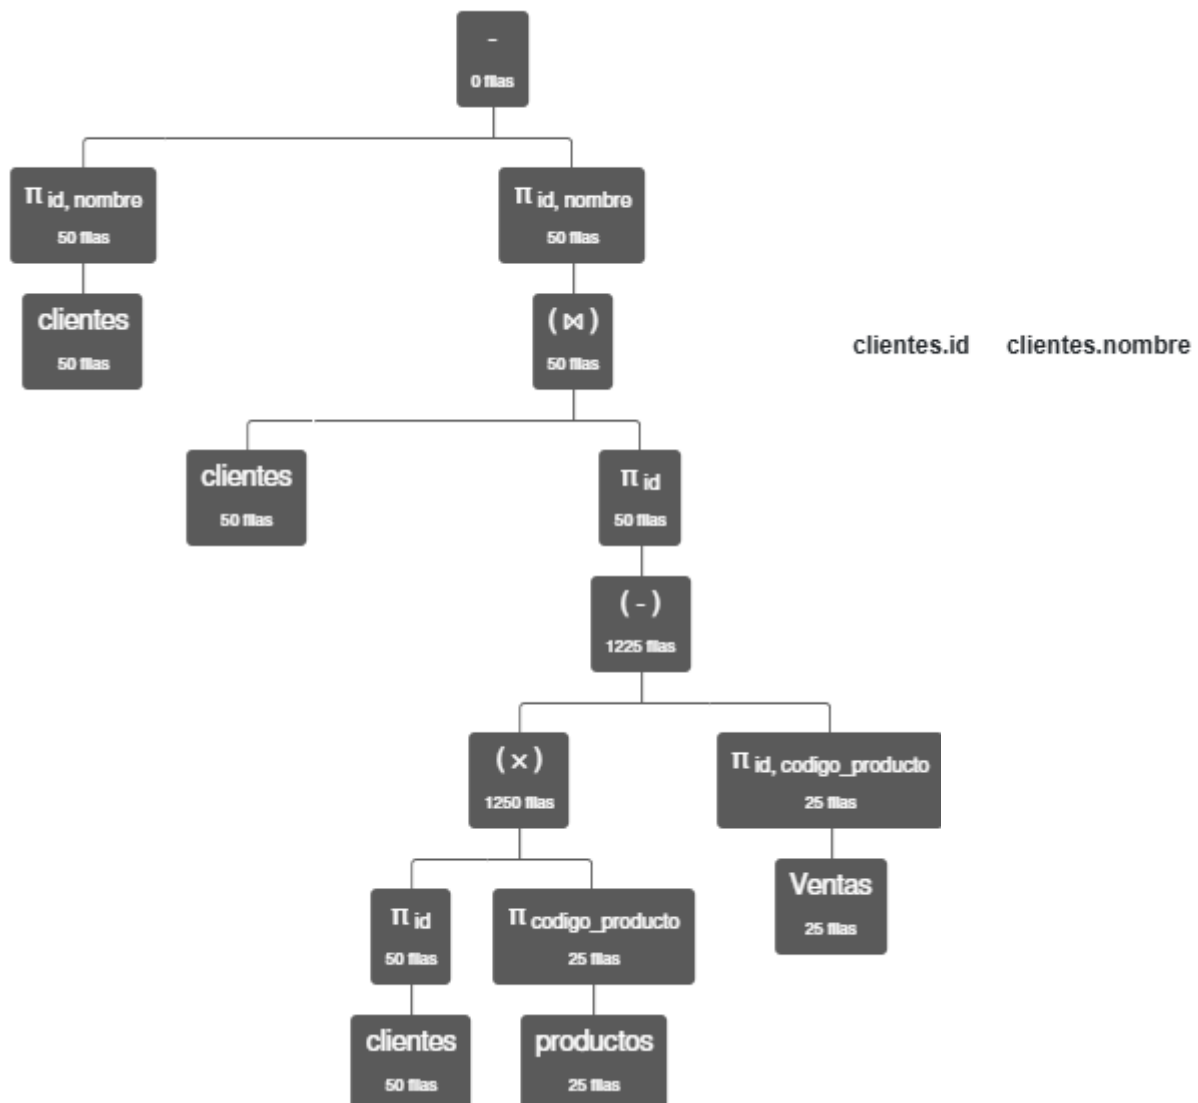 -
0 filas
π id, nombre
50 filas
π id, nombre
50 filas
clientes
50 filas
(⋈)
50 filas
clientes.id clientes.nombre
clientes
50 filas
π id
50 filas
(-)
1225 filas
(×)
1250 filas
π id, codigo_producto
25 filas
Ventas
25 filas
π id
50 filas
π codigo_producto
25 filas
clientes
50 filas
productos
25 filas